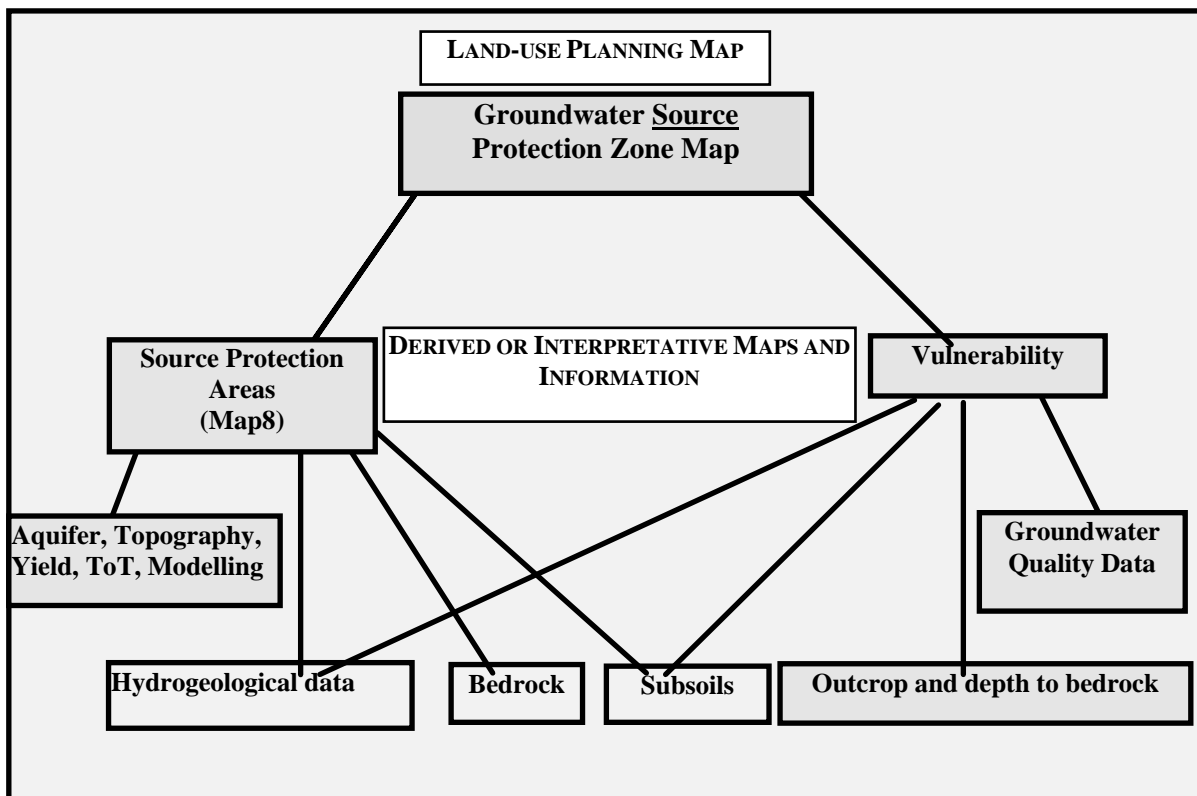 LAND-USE PLANNING MAP
Groundwater Source
Protection Zone Map
Source Protection
Areas
(Map8)
DERIVED OR INTERPRETATIVE MAPS AND
INFORMATION
Vulnerability
Aquifer, Topography,
Yield, ToT, Modelling
Groundwater
Quality Data
Hydrogeological data
Bedrock
Subsoils
Outcrop and depth to bedrock